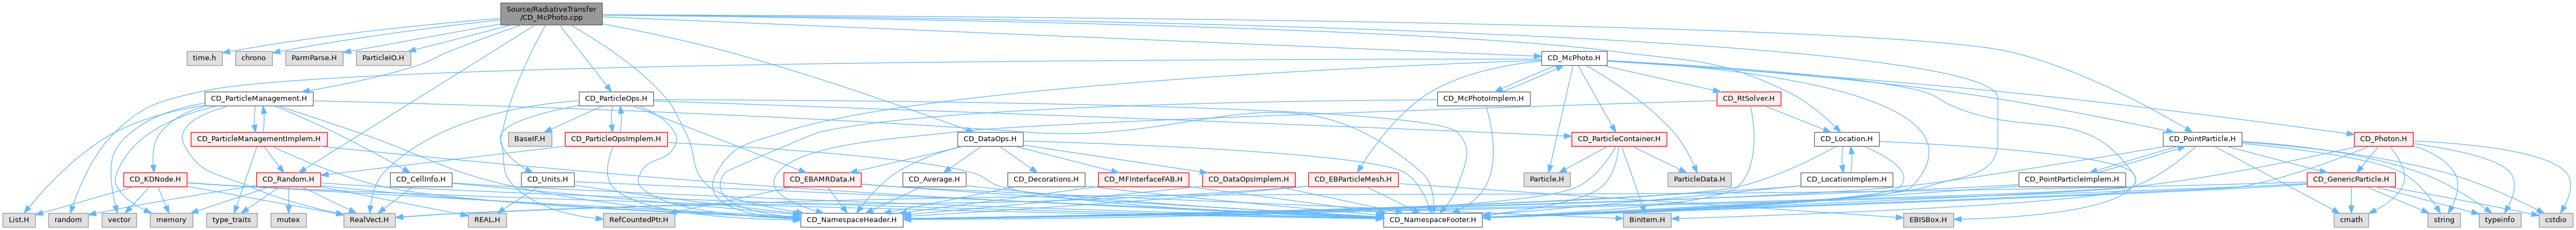 Source/RadiativeTransfer
/CD_McPhoto.cpp
time.h
chrono
ParmParse.H
ParticleIO.H
CD_McPhoto.H
CD_ParticleManagement.H
CD_ParticleOps.H
CD_McPhotoImplem.H
CD_RtSolver.H
BaseIF.H
CD_ParticleManagementImplem.H
CD_ParticleOpsImplem.H
CD_DataOps.H
CD_ParticleContainer.H
CD_Location.H
CD_PointParticle.H
CD_Photon.H
CD_KDNode.H
CD_Random.H
CD_CellInfo.H
CD_Units.H
CD_EBAMRData.H
CD_Average.H
CD_Decorations.H
CD_MFInterfaceFAB.H
CD_DataOpsImplem.H
CD_EBParticleMesh.H
Particle.H
ParticleData.H
CD_LocationImplem.H
CD_PointParticleImplem.H
CD_GenericParticle.H
List.H
random
vector
memory
type_traits
mutex
RealVect.H
REAL.H
RefCountedPtr.H
CD_NamespaceHeader.H
CD_NamespaceFooter.H
BinItem.H
EBISBox.H
cmath
string
typeinfo
cstdio